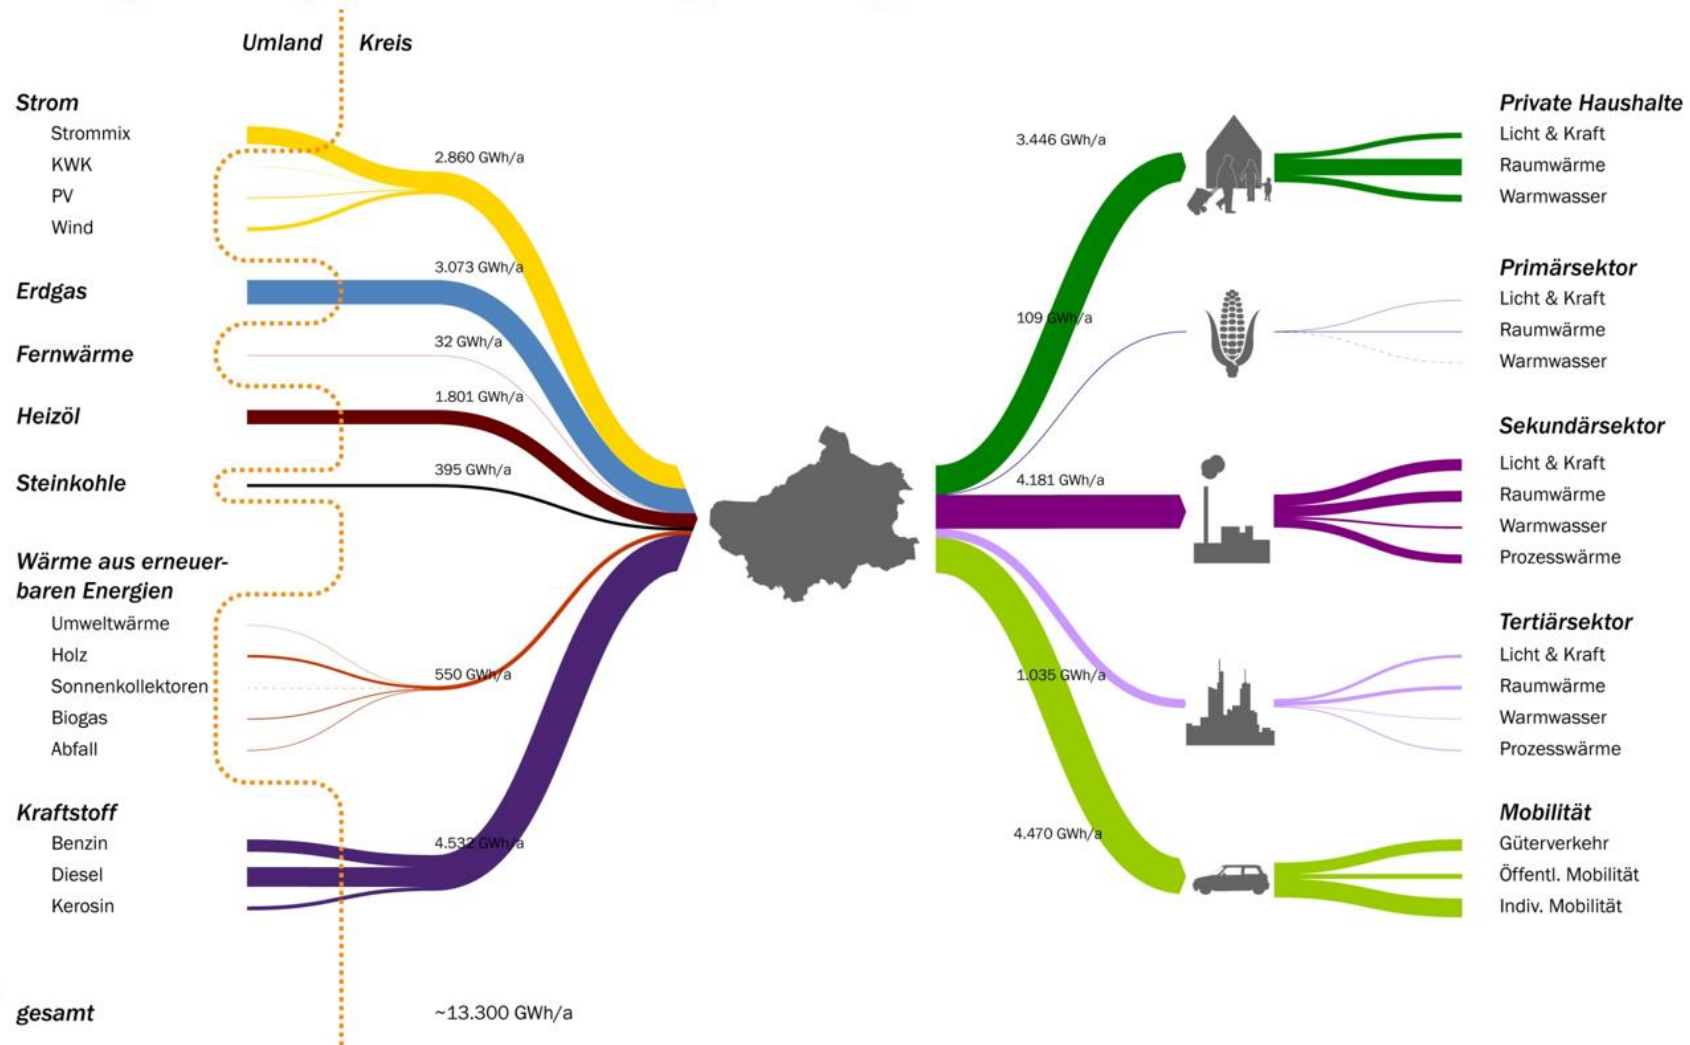 Umland
Kreis
Strom
Strommix
KWK
PV
Wind
2.860 GWh/a
Erdgas
3.073 GWh/a
Fernwärme
32 GWh/a
Heizöl
1.801 GWh/a
Steinkohle
395 GWh/a
Wärme aus erneuer-
baren Energien
Umweltwärme
Holz
Sonnenkollektoren
Biogas
Abfall
550 GWh/a
Kraftstoff
Benzin
Diesel
Kerosin
4.532 GWh/a
gesamt
~13.300 GWh/a
3.446 GWh/a
Private Haushalte
Licht & Kraft
Raumwärme
Warmwasser
109 GWh/a
Primärsektor
Licht & Kraft
Raumwärme
Warmwasser
4.181 GWh/a
Sekundärsektor
Licht & Kraft
Raumwärme
Warmwasser
Prozesswärme
1.035 GWh/a
Tertiärsektor
Licht & Kraft
Raumwärme
Warmwasser
Prozesswärme
4.470 GWh/a
Mobilität
Güterverkehr
Öffentl. Mobilität
Indiv. Mobilität